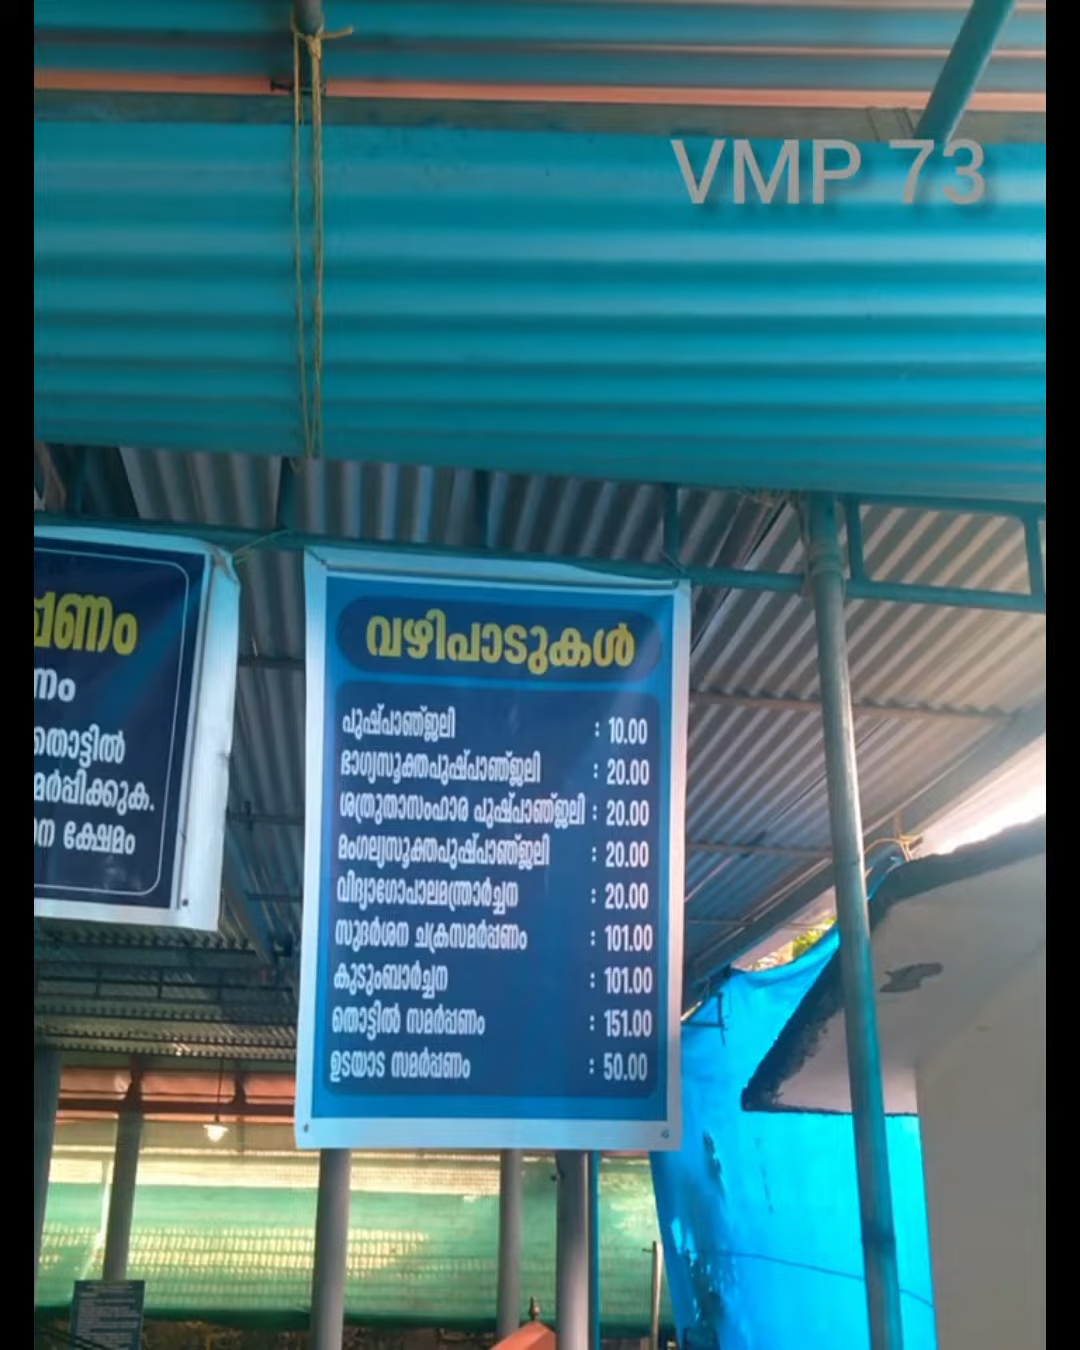 VMP 73
വഴിപാടുകൾ
പുഷ്പാഞ്ജലി : 10.00
ഭാഗ്യസൂക്തപുഷ്പാഞ്ജലി : 20.00
ശത്രുതാസംഹാര പുഷ്പാഞ്ജലി : 20.00
മംഗല്യസൂക്തപുഷ്പാഞ്ജലി : 20.00
വിദ്യാഗോപാലമന്ത്രാർച്ചന : 20.00
സുദർശന ചക്രസമർപ്പണം : 101.00
കുടുംബാർച്ചന : 101.00
തൊട്ടിൽ സമർപ്പണം : 151.00
ഉടയാട സമർപ്പണം : 50.00
തൊട്ടിൽ
ക്ഷേമം